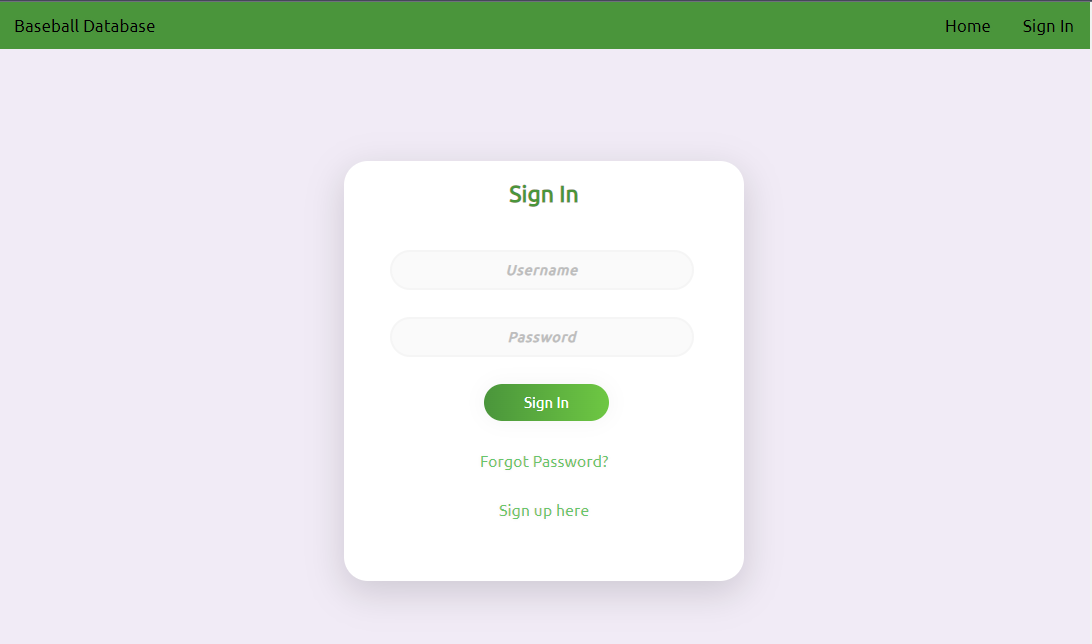 Baseball Database Home Sign In
Sign In
Username
Password
Sign In
Forgot Password?
Sign up here